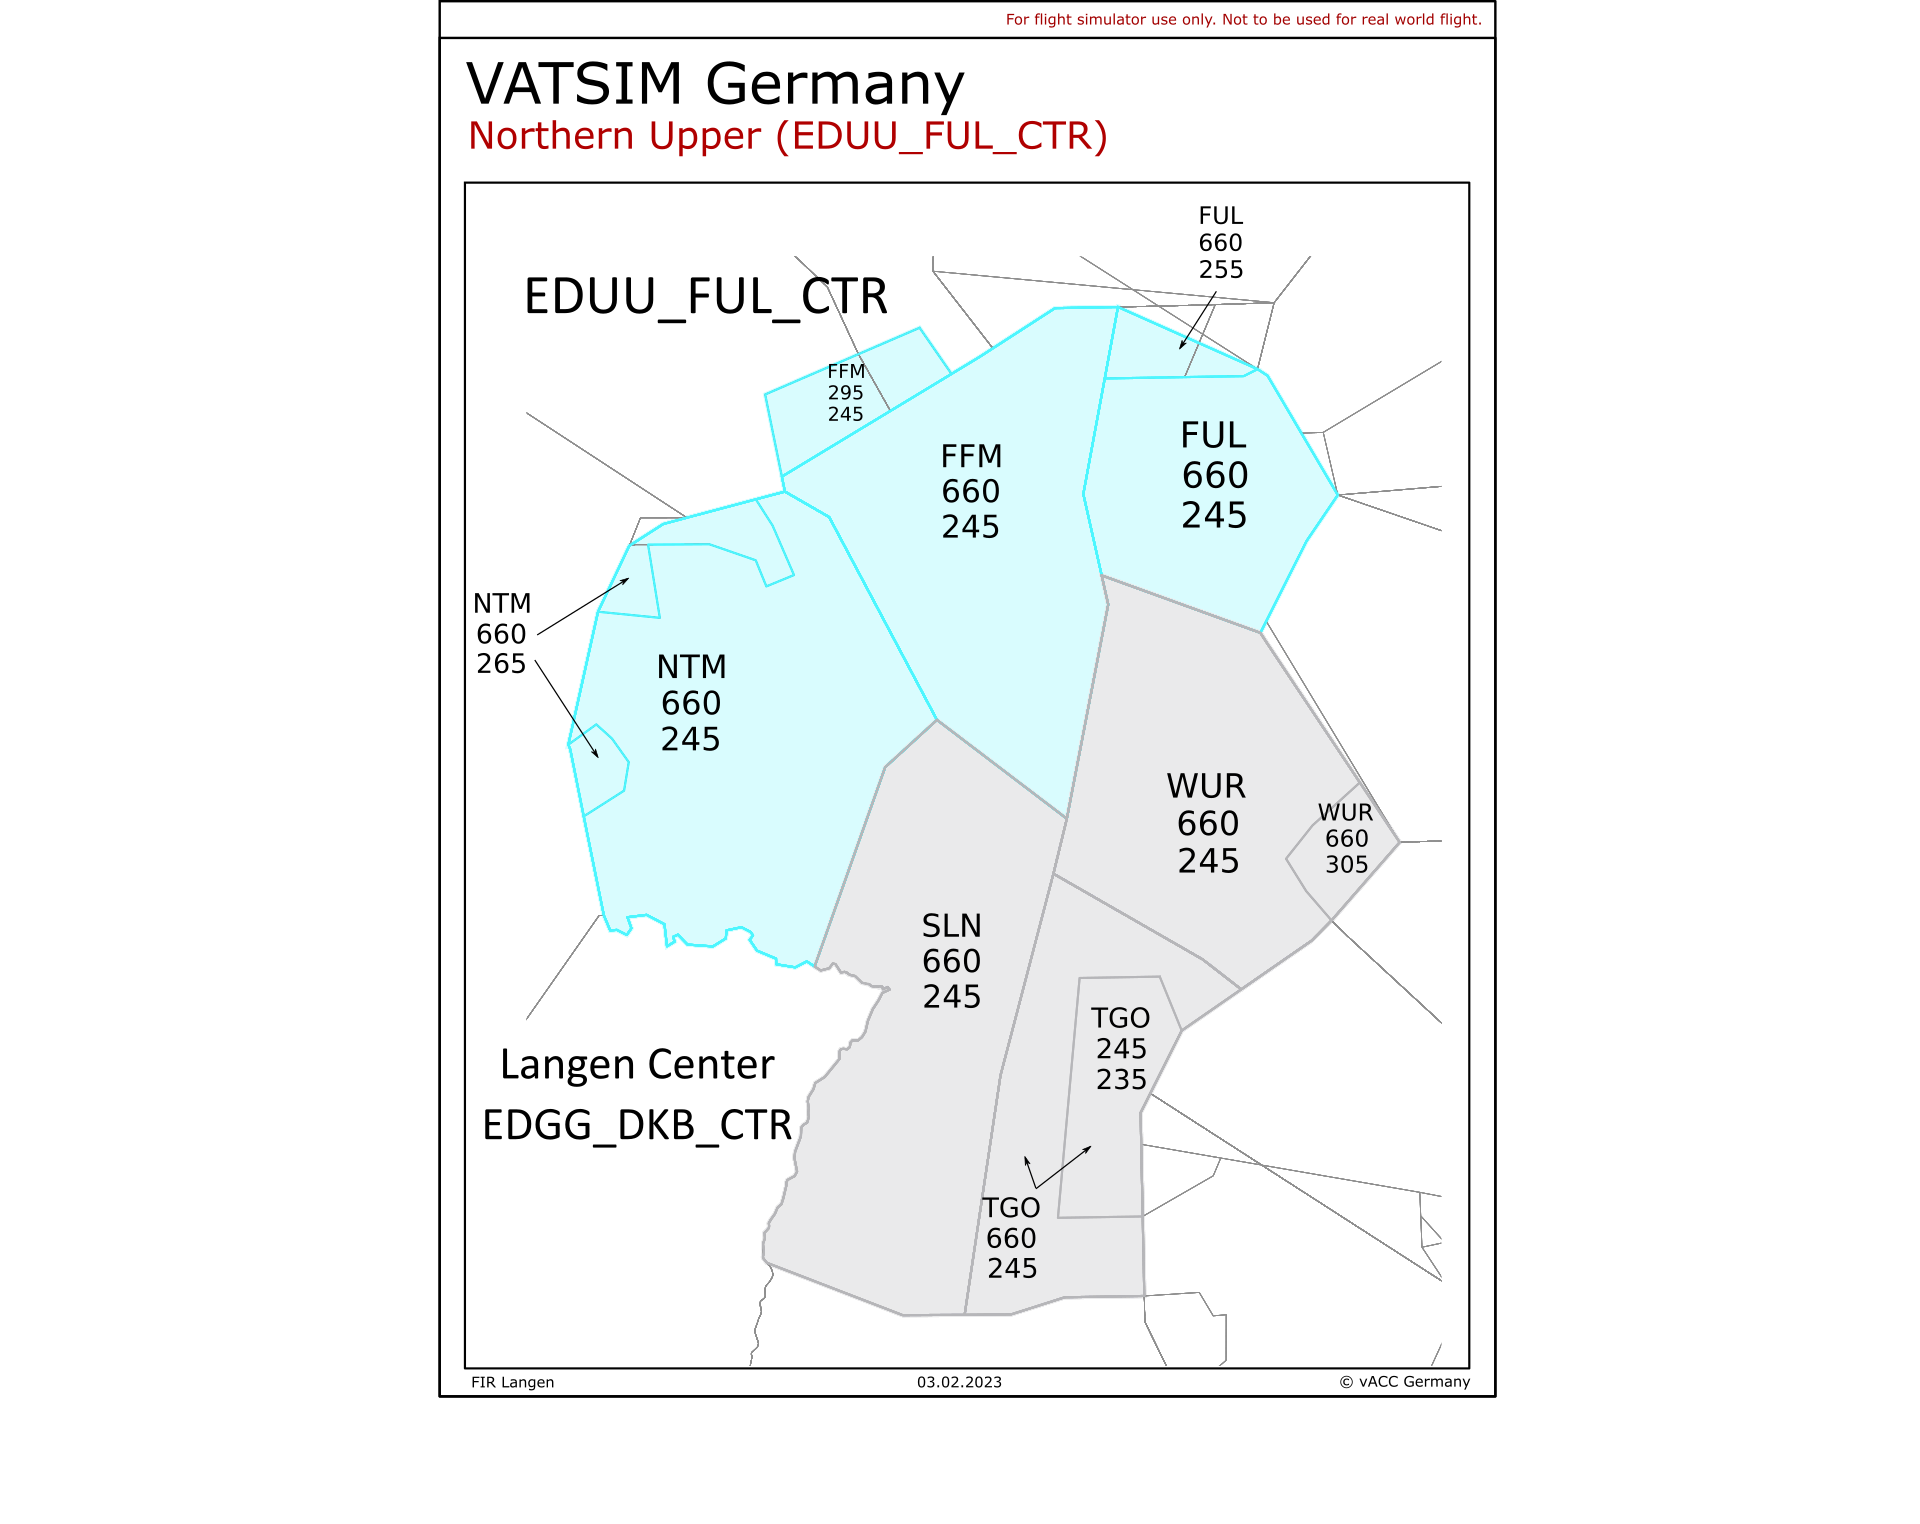 For flight simulator use only. Not to be used for real world flight.
VATSIM Germany
Northern Upper (EDUU_FUL_CTR)
FUL
660
255
EDUU_FUL_CTR
FFM
295
245
FFM
660
245
FUL
660
245
NTM
660
265
NTM
660
245
WUR
660
245
WUR
660
305
SLN
660
245
TGO
245
235
Langen Center
EDGG_DKB_CTR
TGO
660
245
FIR Langen
03.02.2023
© vACC Germany